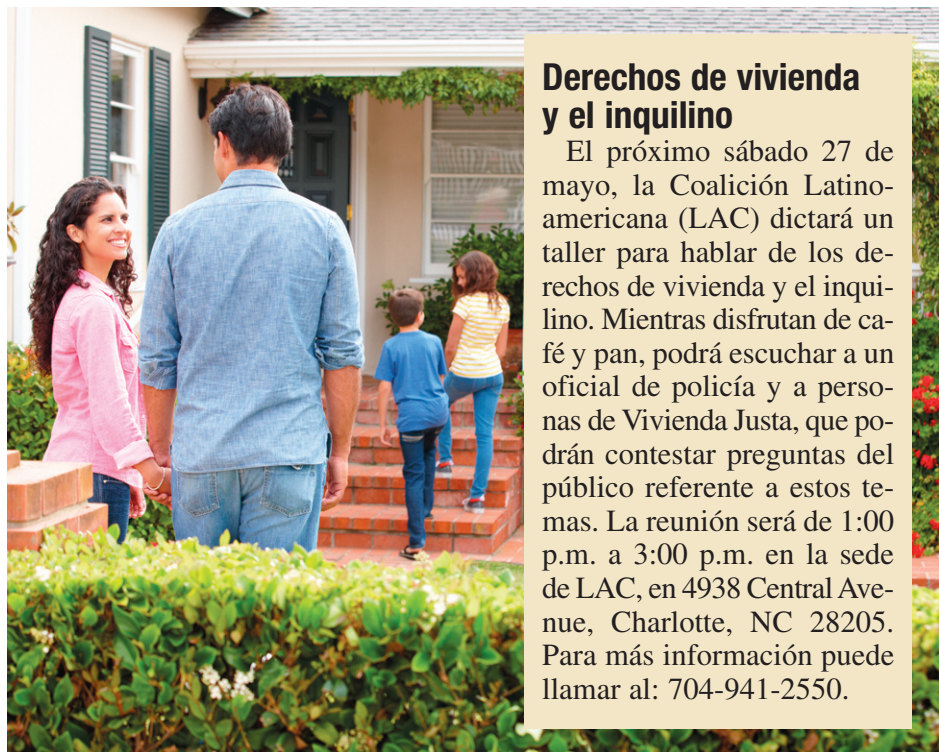 Derechos de vivienda
y el inquilino
El próximo sábado 27 de
mayo, la Coalición Latino-
americana (LAC) dictará un
taller para hablar de los de-
rechos de vivienda y el inqui-
lino. Mientras disfrutan de ca-
fé y pan, podrá escuchar a un
oficial de policía y a perso-
nas de Vivienda Justa, que po-
drán contestar preguntas del
público referente a estos te-
mas. La reunión será de 1:00
p.m. a 3:00 p.m. en la sede
de LAC, en 4938 Central Ave-
nue, Charlotte, NC 28205.
Para más información puede
llamar al: 704-941-2550.